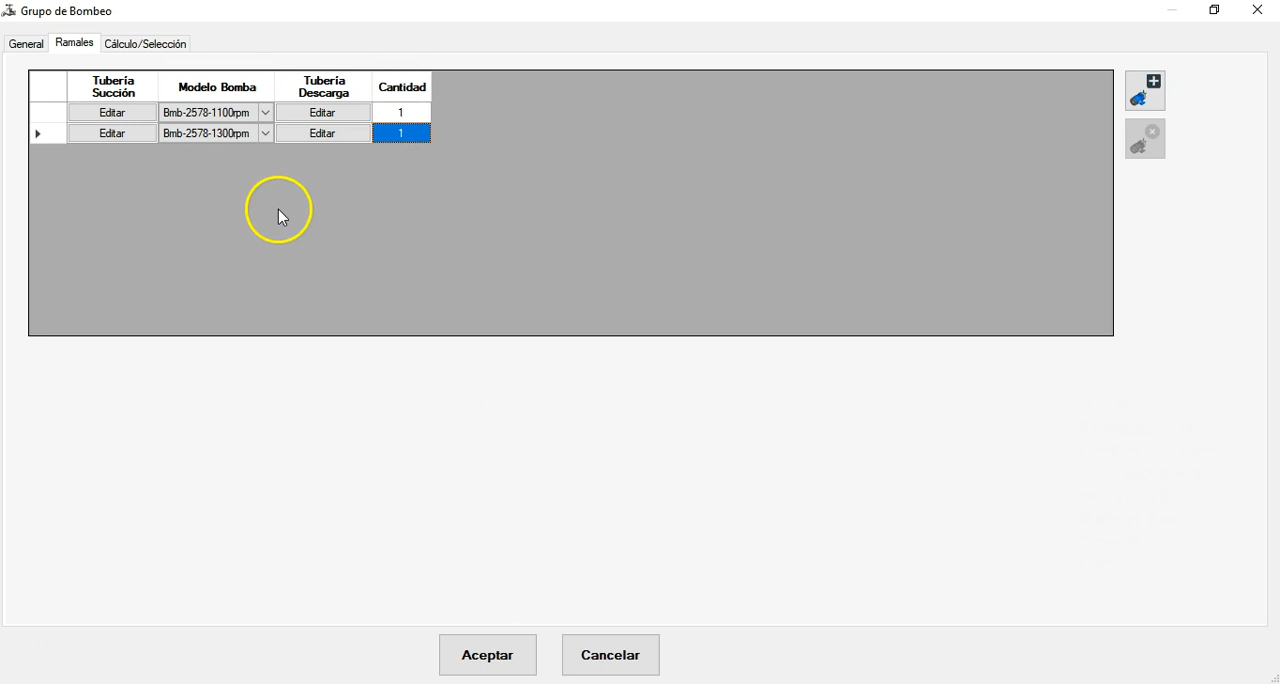 Grupo de Bombeo
General Ramales Cálculo/Selección
Tubería Succión Modelo Bomba Tubería Descarga Cantidad
Editar Bmb-2578-1100rpm Editar 1
Editar Bmb-2578-1300rpm Editar 1
Aceptar Cancelar